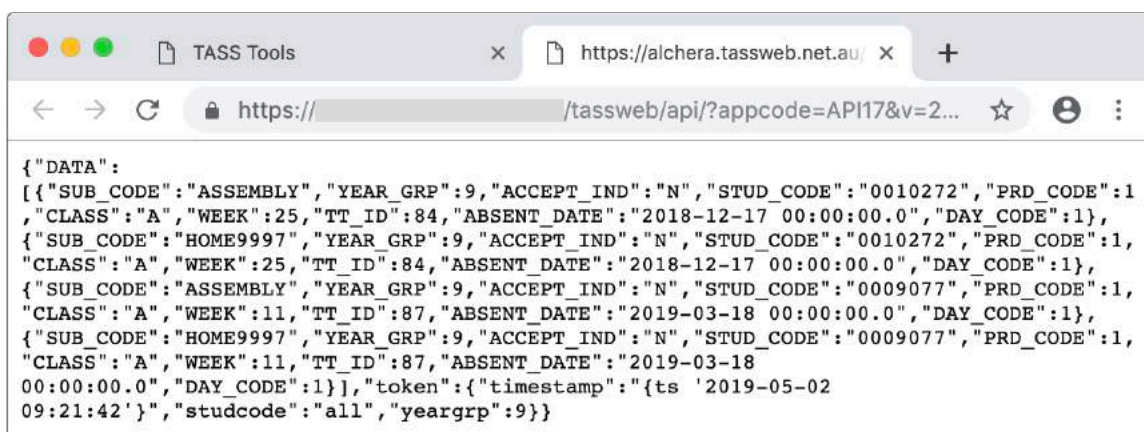 TASS Tools
https://alchera.tassweb.net.au/
https://
/tassweb/api/?appcode=API17&v=2...
{"DATA":
[{"SUB_CODE":"ASSEMBLY","YEAR_GRP":9,"ACCEPT_IND":"N","STUD_CODE":"0010272","PRD_CODE":1
,"CLASS":"A","WEEK":25,"TT_ID":84,"ABSENT_DATE":"2018-12-17 00:00:00.0","DAY_CODE":1},
{"SUB_CODE":"HOME9997","YEAR_GRP":9,"ACCEPT_IND":"N","STUD_CODE":"0010272","PRD_CODE":1,
"CLASS":"A","WEEK":25,"TT_ID":84,"ABSENT_DATE":"2018-12-17 00:00:00.0","DAY_CODE":1},
{"SUB_CODE":"ASSEMBLY","YEAR_GRP":9,"ACCEPT_IND":"N","STUD_CODE":"0009077","PRD_CODE":1,
"CLASS":"A","WEEK":11,"TT_ID":87,"ABSENT_DATE":"2019-03-18 00:00:00.0","DAY_CODE":1},
{"SUB_CODE":"HOME9997","YEAR_GRP":9,"ACCEPT_IND":"N","STUD_CODE":"0009077","PRD_CODE":1,
"CLASS":"A","WEEK":11,"TT_ID":87,"ABSENT_DATE":"2019-03-18
00:00:00.0","DAY_CODE":1}],"token":{"timestamp":"{ts '2019-05-02
09:21:42'}","studcode":"all","yeargrp":9}}